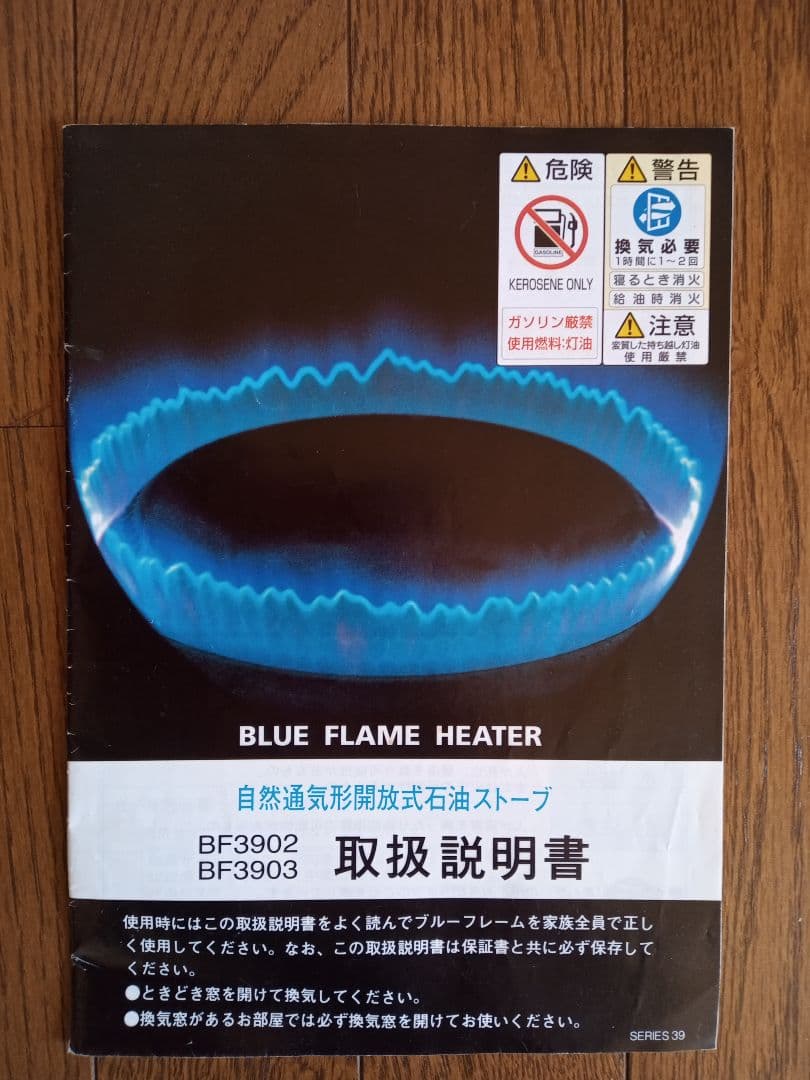 危険
GASOLINE
KEROSENE ONLY
ガソリン厳禁
使用燃料:灯油
警告
換気必要
1時間に1~2回
寝るとき消火
給油時消火
注意
変質した持ち越し灯油
使用厳禁
BLUE FLAME HEATER
自然通気形開放式石油ストーブ
BF3902
BF3903
取扱説明書
使用時にはこの取扱説明書をよく読んでブルーフレームを家族全員で正し
く使用してください。なお、この取扱説明書は保証書と共に必ず保存して
ください。
●ときどき窓を開けて換気してください。
●換気窓があるお部屋では必ず換気窓を開けてお使いください。
SERIES 39